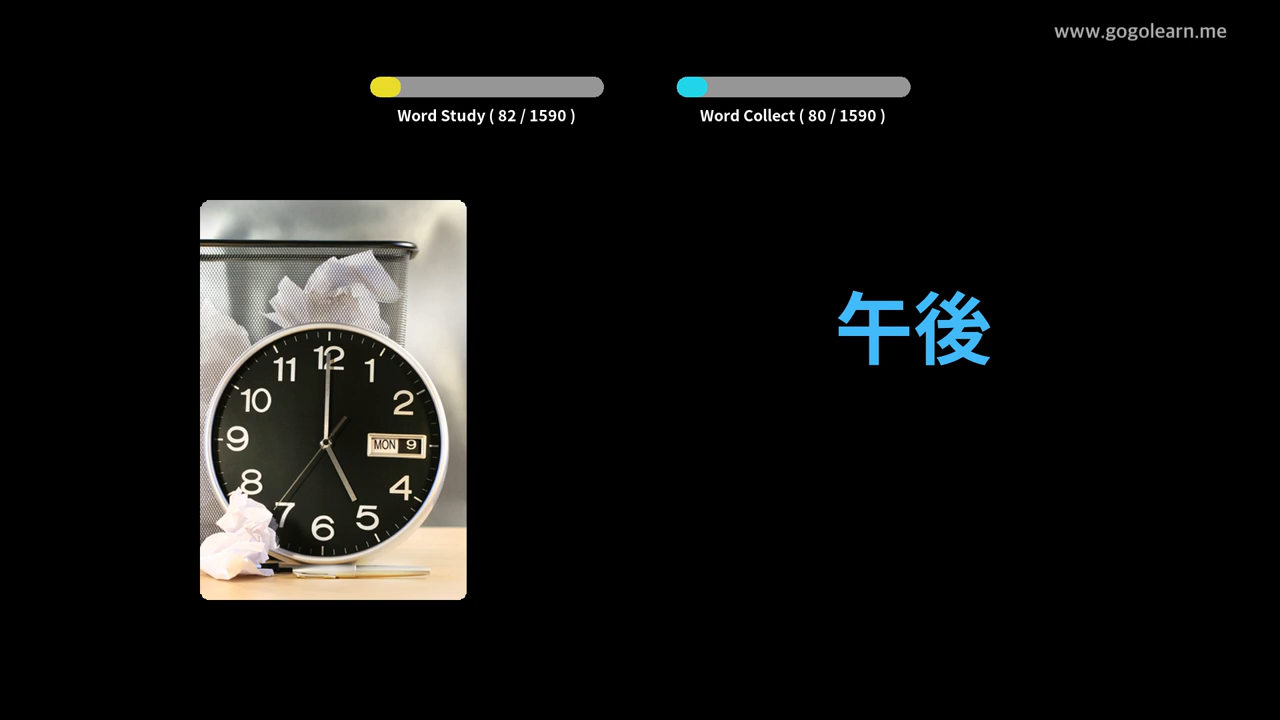 www.gogolearn.me
Word Study ( 82 / 1590 )
Word Collect ( 80 / 1590 )
午後
12
11
1
10
2
9
MON 9
8
4
7
5
6